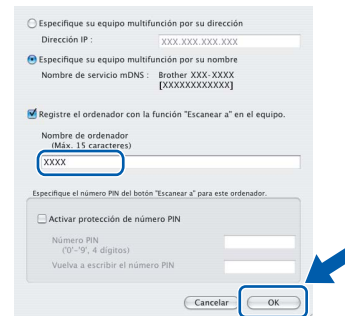 Especifique su equipo multifunción por su dirección
Dirección IP :
XXX.XXX.XXX.XXX
Especifique su equipo multifunción por su nombre
Nombre de servicio mDNS : Brother XXX-XXXX
[XXXXXXXXXXXX]
Registre el ordenador con la función "Escanear a" en el equipo.
Nombre de ordenador
(Máx. 15 caracteres)
XXXX
Especifique el número PIN del botón "Escanear a" para este ordenador.
Activar protección de número PIN
Número PIN
('0'-'9', 4 dígitos)
Vuelva a escribir el número PIN
Cancelar OK